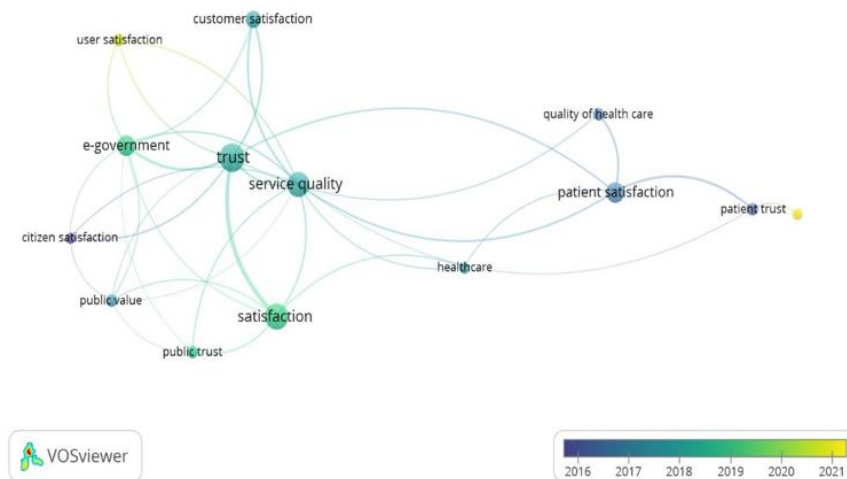 customer satisfaction
user satisfaction
quality of health care
e-government
trust
service quality
patient satisfaction
patient trust
citizen satisfaction
healthcare
public value
satisfaction
public trust
VOSviewer
2016 2017 2018 2019 2020 2021